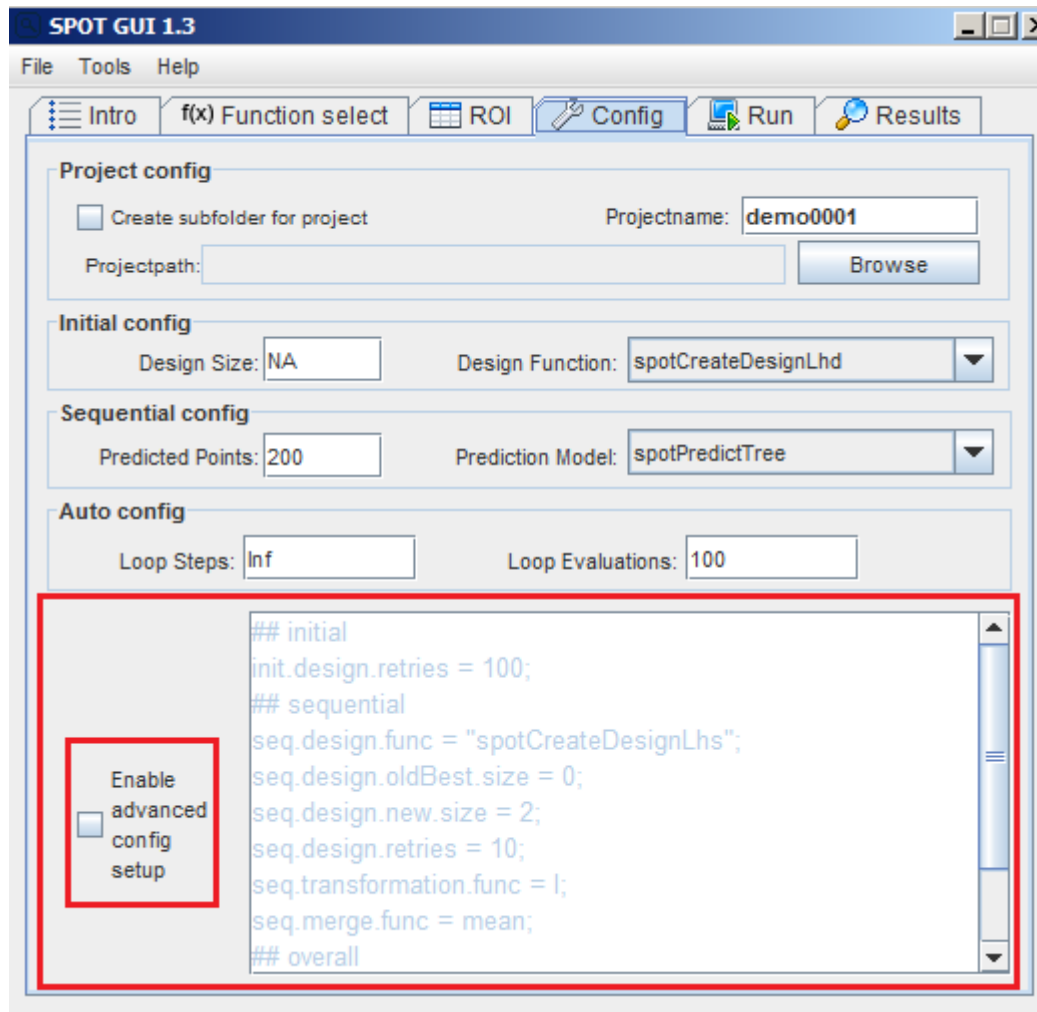 SPOT GUI 1.3
File Tools Help
Intro f(x) Function select ROI Config Run Results
Project config
Create subfolder for project Projectname: demo0001
Projectpath: Browse
Initial config
Design Size: NA Design Function: spotCreateDesignLhd
Sequential config
Predicted Points: 200 Prediction Model: spotPredictTree
Auto config
Loop Steps: Inf Loop Evaluations: 100
Enable
advanced
config
setup
## initial
init.design.retries = 100;
## sequential
seq.design.func = "spotCreateDesignLhs";
seq.design.oldBest.size = 0;
seq.design.new.size = 2;
seq.design.retries = 10;
seq.transformation.func = I;
seq.merge.func = mean;
## overall